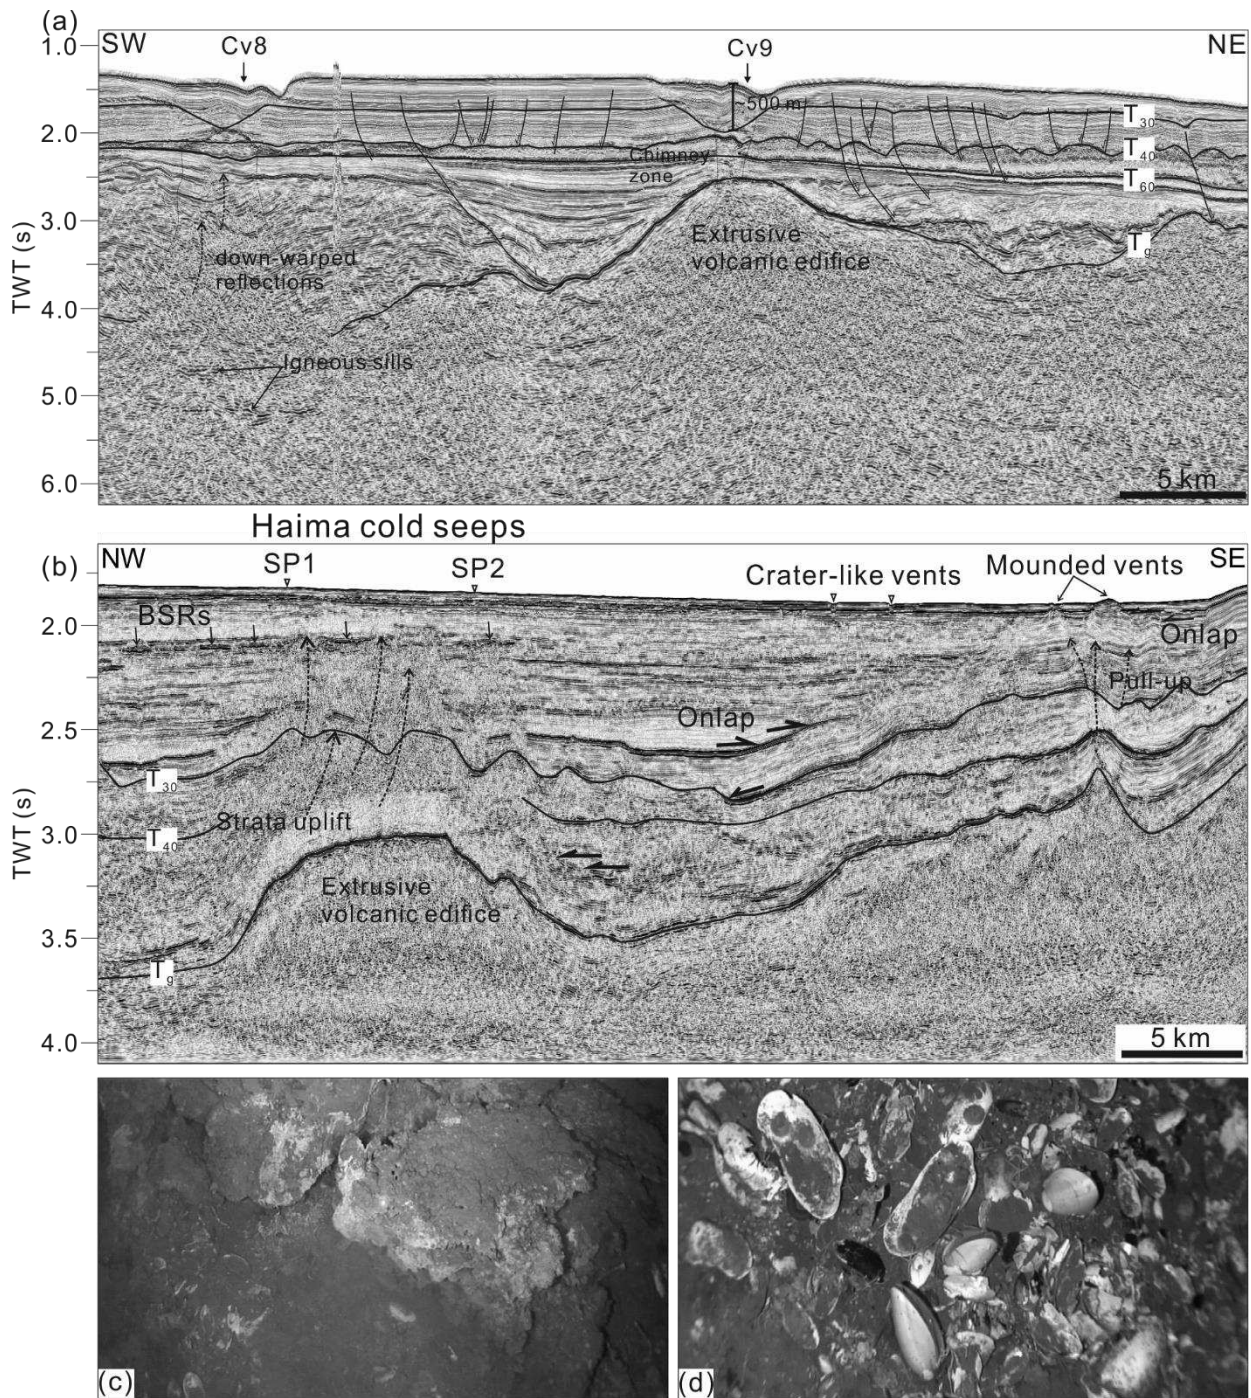 (a)
SW
Cv8
Cv9
NE
1.0
2.0
3.0
4.0
5.0
6.0
TWT (s)
~500 m
T30
T40
T60
Tg
Chimney
zone
Extrusive
volcanic edifice
down-warped
reflections
Igneous sills
5 km
Haima cold seeps
(b)
NW
SP1
SP2
Crater-like vents
Mounded vents
SE
BSRs
2.0
2.5
3.0
3.5
4.0
TWT (s)
Onlap
Pull-up
Onlap
T30
T40
Tg
Strata uplift
Extrusive
volcanic edifice
5 km
(c)
(d)